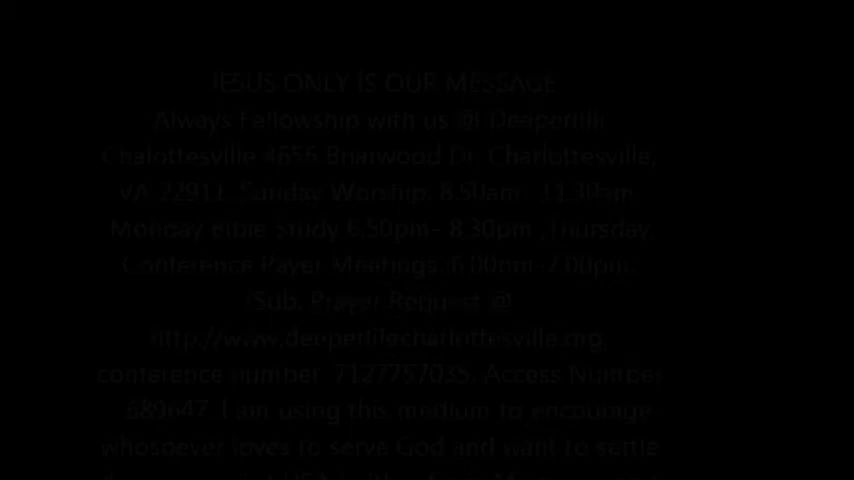 JESUS ONLY IS OUR MESSAGE
Always Fellowship with us @ Deeperlife
Chalottesville 4656 Briarwood Dr. Charlottesville,
VA 22911. Sunday Worship. 8.50am- 11.30am.
Monday Bible Study 6.50pm- 8.30pm ,Thursday
Conference Payer Meetings. 6.00pm-7.00pm.
(Sub. Prayer Request @
http://www.deeperlifecharlottesville.org.
conference number 7127757035. Access Number
689647. I am using this medium to encourage
whosoever loves to serve God and want to settle